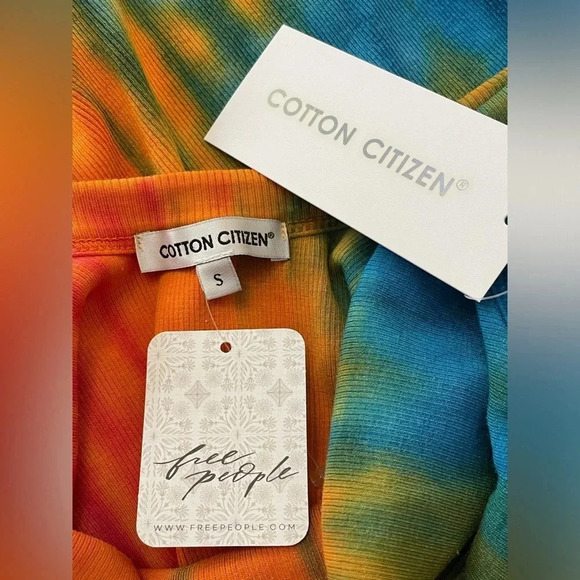 COTTON CITIZEN®
COTTON CITIZEN®
S
free
people
WWW.FREEPEOPLE.COM